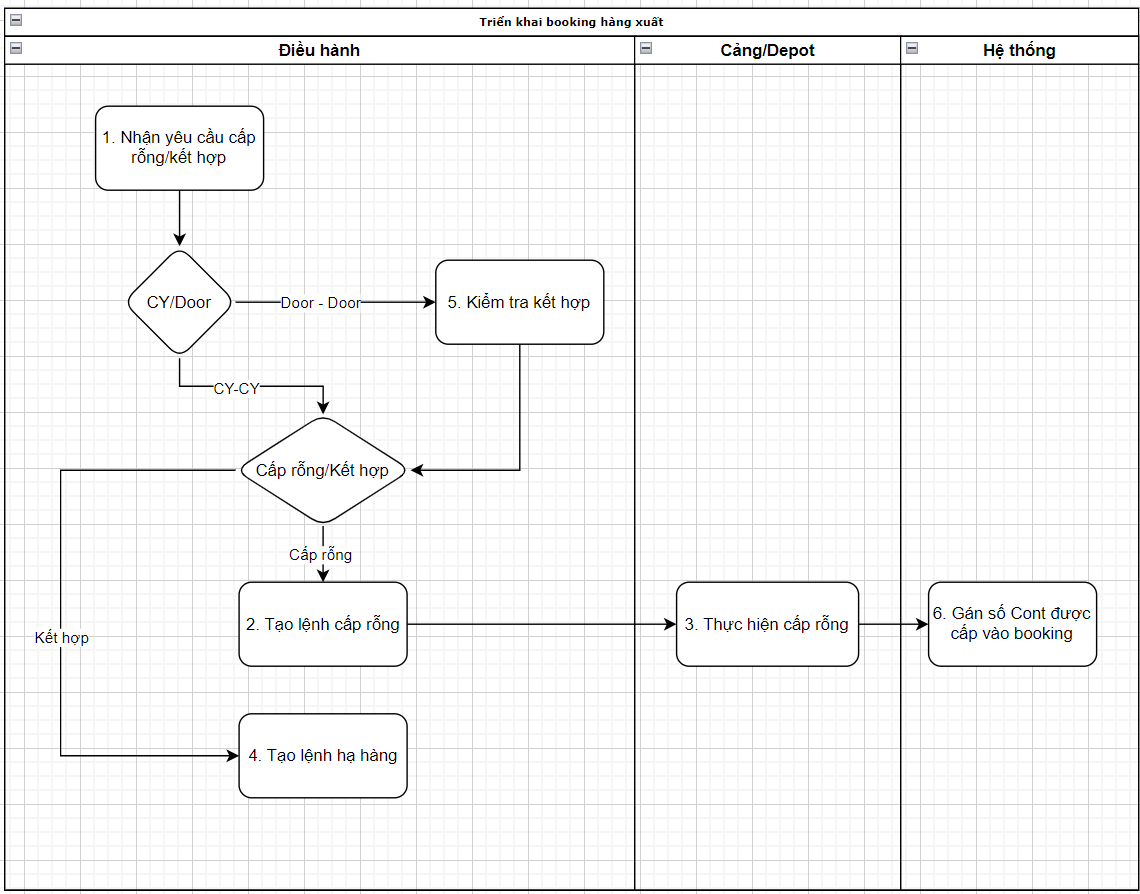 Triển khai booking hàng xuất
Điều hành
Cảng/Depot
Hệ thống
1. Nhận yêu cầu cấp
rỗng/kết hợp
CY/Door
Door - Door
5. Kiểm tra kết hợp
CY-CY
Cấp rỗng/Kết hợp
Cấp rỗng
2. Tạo lệnh cấp rỗng
3. Thực hiện cấp rỗng
6. Gán số Cont được
cấp vào booking
Kết hợp
4. Tạo lệnh hạ hàng